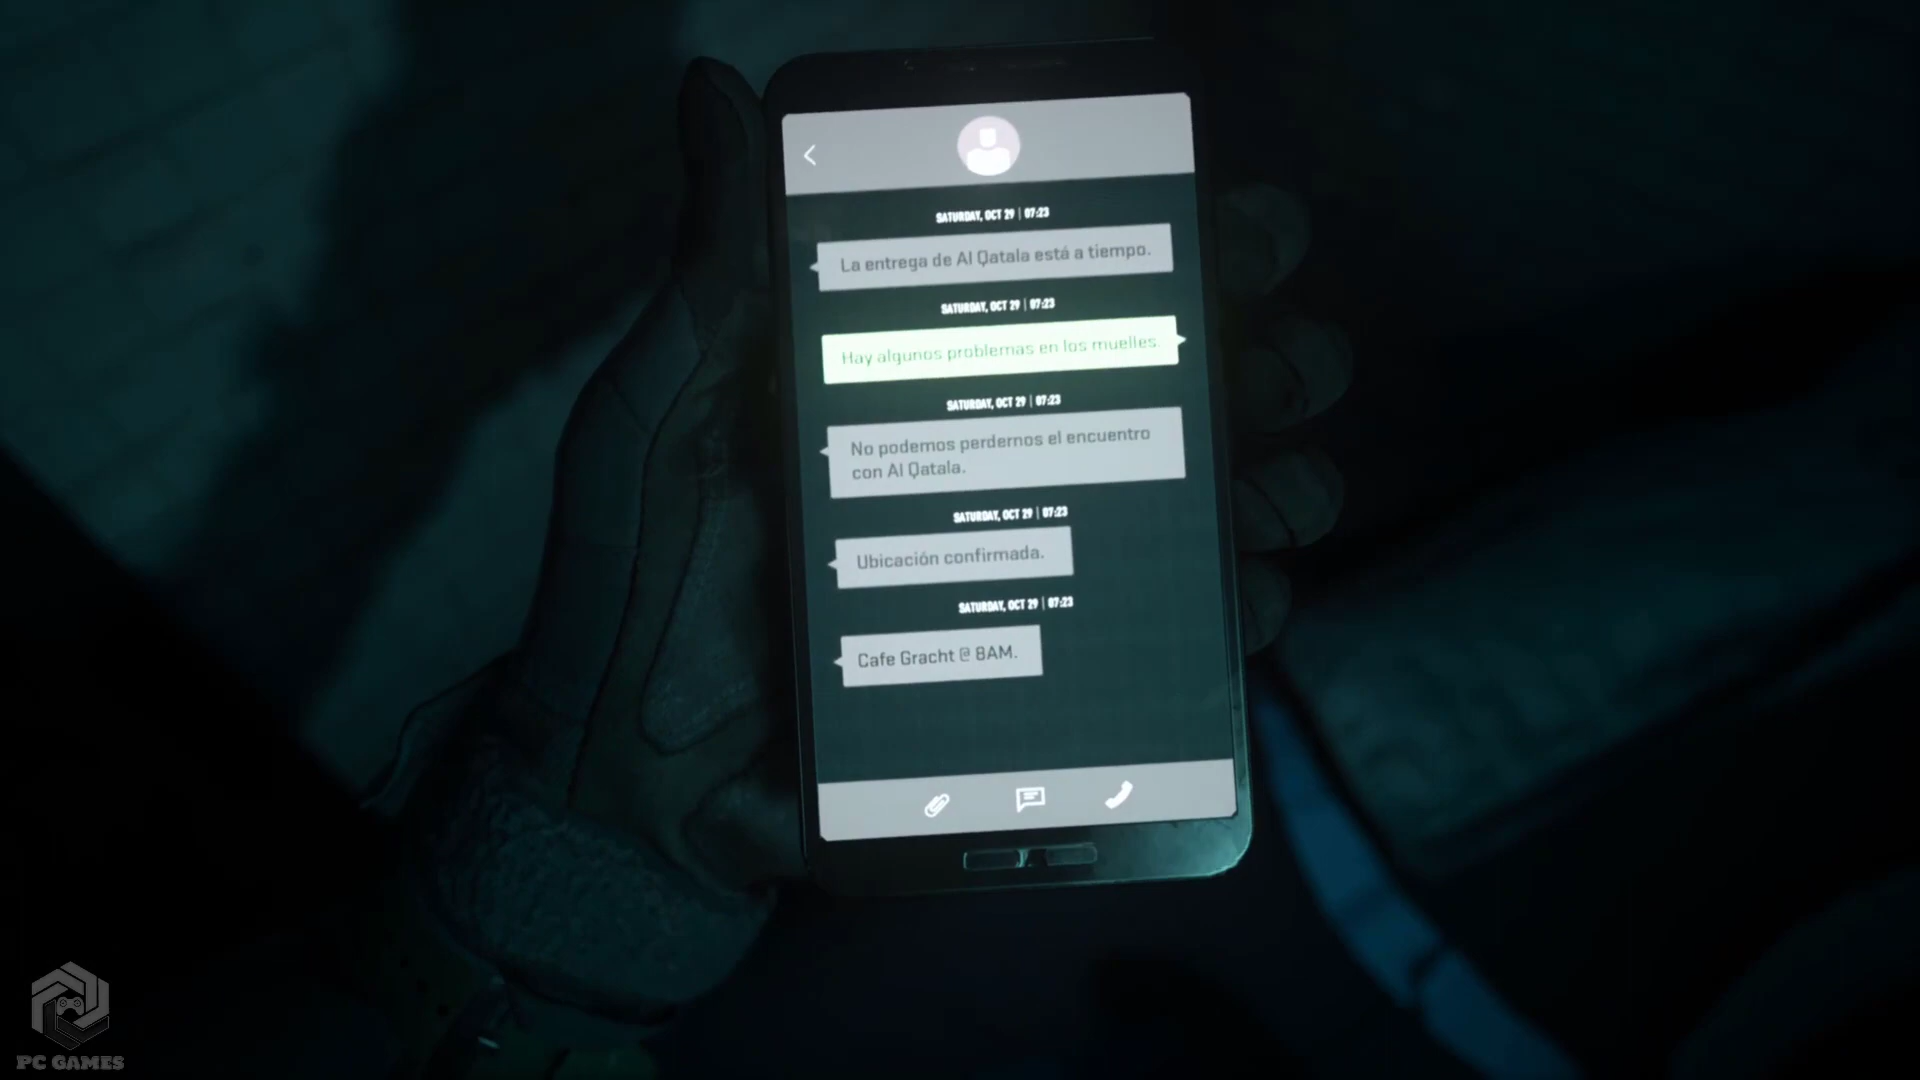 SATURDAY, OCT 29 | 07:23
La entrega de Al Qatala está a tiempo.
SATURDAY, OCT 29 | 07:23
Hay algunos problemas en los muelles.
SATURDAY, OCT 29 | 07:23
No podemos perdernos el encuentro
con Al Qatala.
SATURDAY, OCT 29 | 07:23
Ubicación confirmada.
SATURDAY, OCT 29 | 07:23
Cafe Gracht @ 8AM.
PC GAMES